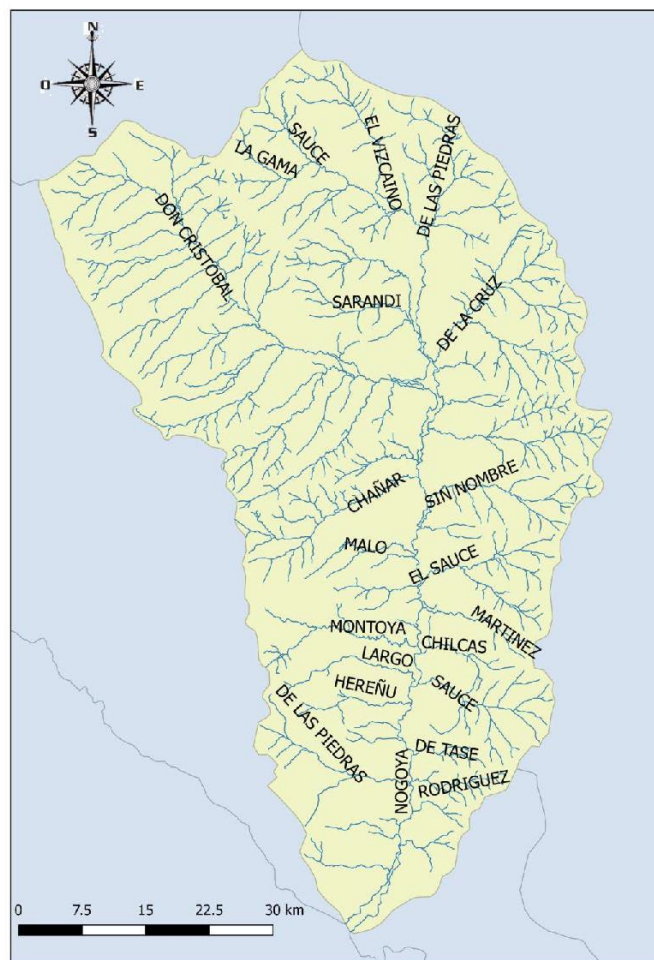 N
O
E
S
SAUCE
LA GAMA
EL VIZCAINO
DE LAS PIEDRAS
DON CRISTOBAL
SARANDI
DE LA CRUZ
CHAÑAR
SIN NOMBRE
MALO
EL SAUCE
MARTINEZ
MONTOYA
CHILCAS
LARGO
SAUCE
HEREÑU
DE LAS PIEDRAS
DE TASE
NOGOYA
RODRIGUEZ
0 7.5 15 22.5 30 km